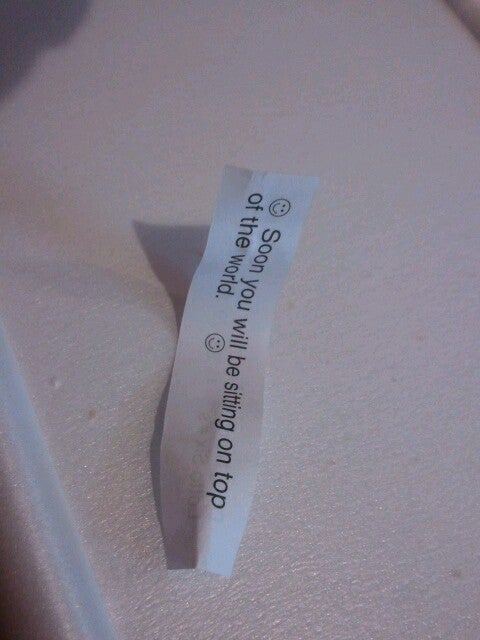 ☺ Soon you will be sitting on top
of the world. ☺